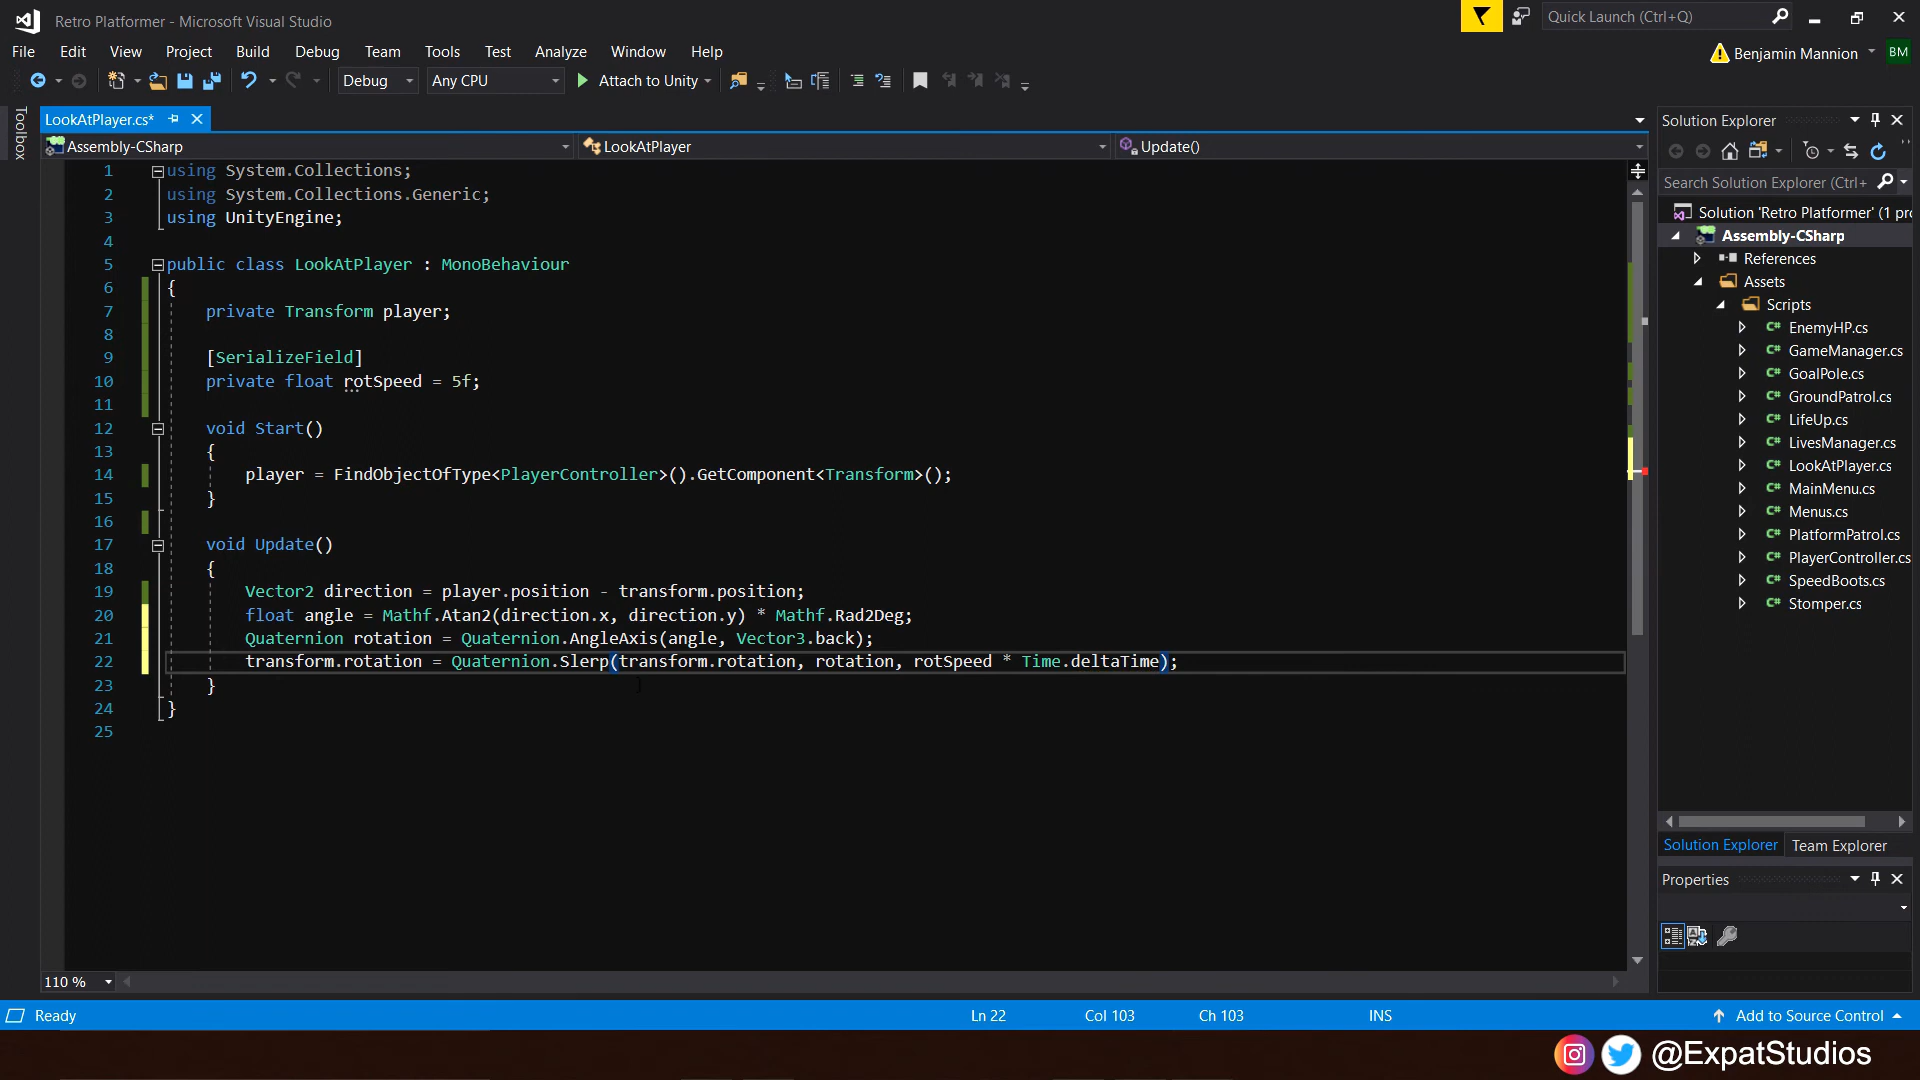 Retro Platformer - Microsoft Visual Studio
Quick Launch (Ctrl+Q)
File Edit View Project Build Debug Team Tools Test Analyze Window Help
Benjamin Mannion BM
Debug Any CPU Attach to Unity
Toolbox
LookAtPlayer.cs*
Assembly-CSharp LookAtPlayer Update()
1 using System.Collections;
2 using System.Collections.Generic;
3 using UnityEngine;
4
5 public class LookAtPlayer : MonoBehaviour
6 {
7 private Transform player;
8
9 [SerializeField]
10 private float rotSpeed = 5f;
11
12 void Start()
13 {
14 player = FindObjectOfType<PlayerController>().GetComponent<Transform>();
15 }
16
17 void Update()
18 {
19 Vector2 direction = player.position - transform.position;
20 float angle = Mathf.Atan2(direction.x, direction.y) * Mathf.Rad2Deg;
21 Quaternion rotation = Quaternion.AngleAxis(angle, Vector3.back);
22 transform.rotation = Quaternion.Slerp(transform.rotation, rotation, rotSpeed * Time.deltaTime);
23 }
24 }
25
110 %
Solution Explorer
Search Solution Explorer (Ctrl+
Solution 'Retro Platformer' (1 pro
Assembly-CSharp
References
Assets
Scripts
C# EnemyHP.cs
C# GameManager.cs
C# GoalPole.cs
C# GroundPatrol.cs
C# LifeUp.cs
C# LivesManager.cs
C# LookAtPlayer.cs
C# MainMenu.cs
C# Menus.cs
C# PlatformPatrol.cs
C# PlayerController.cs
C# SpeedBoots.cs
C# Stomper.cs
Solution Explorer Team Explorer
Properties
Ready Ln 22 Col 103 Ch 103 INS Add to Source Control
@ExpatStudios